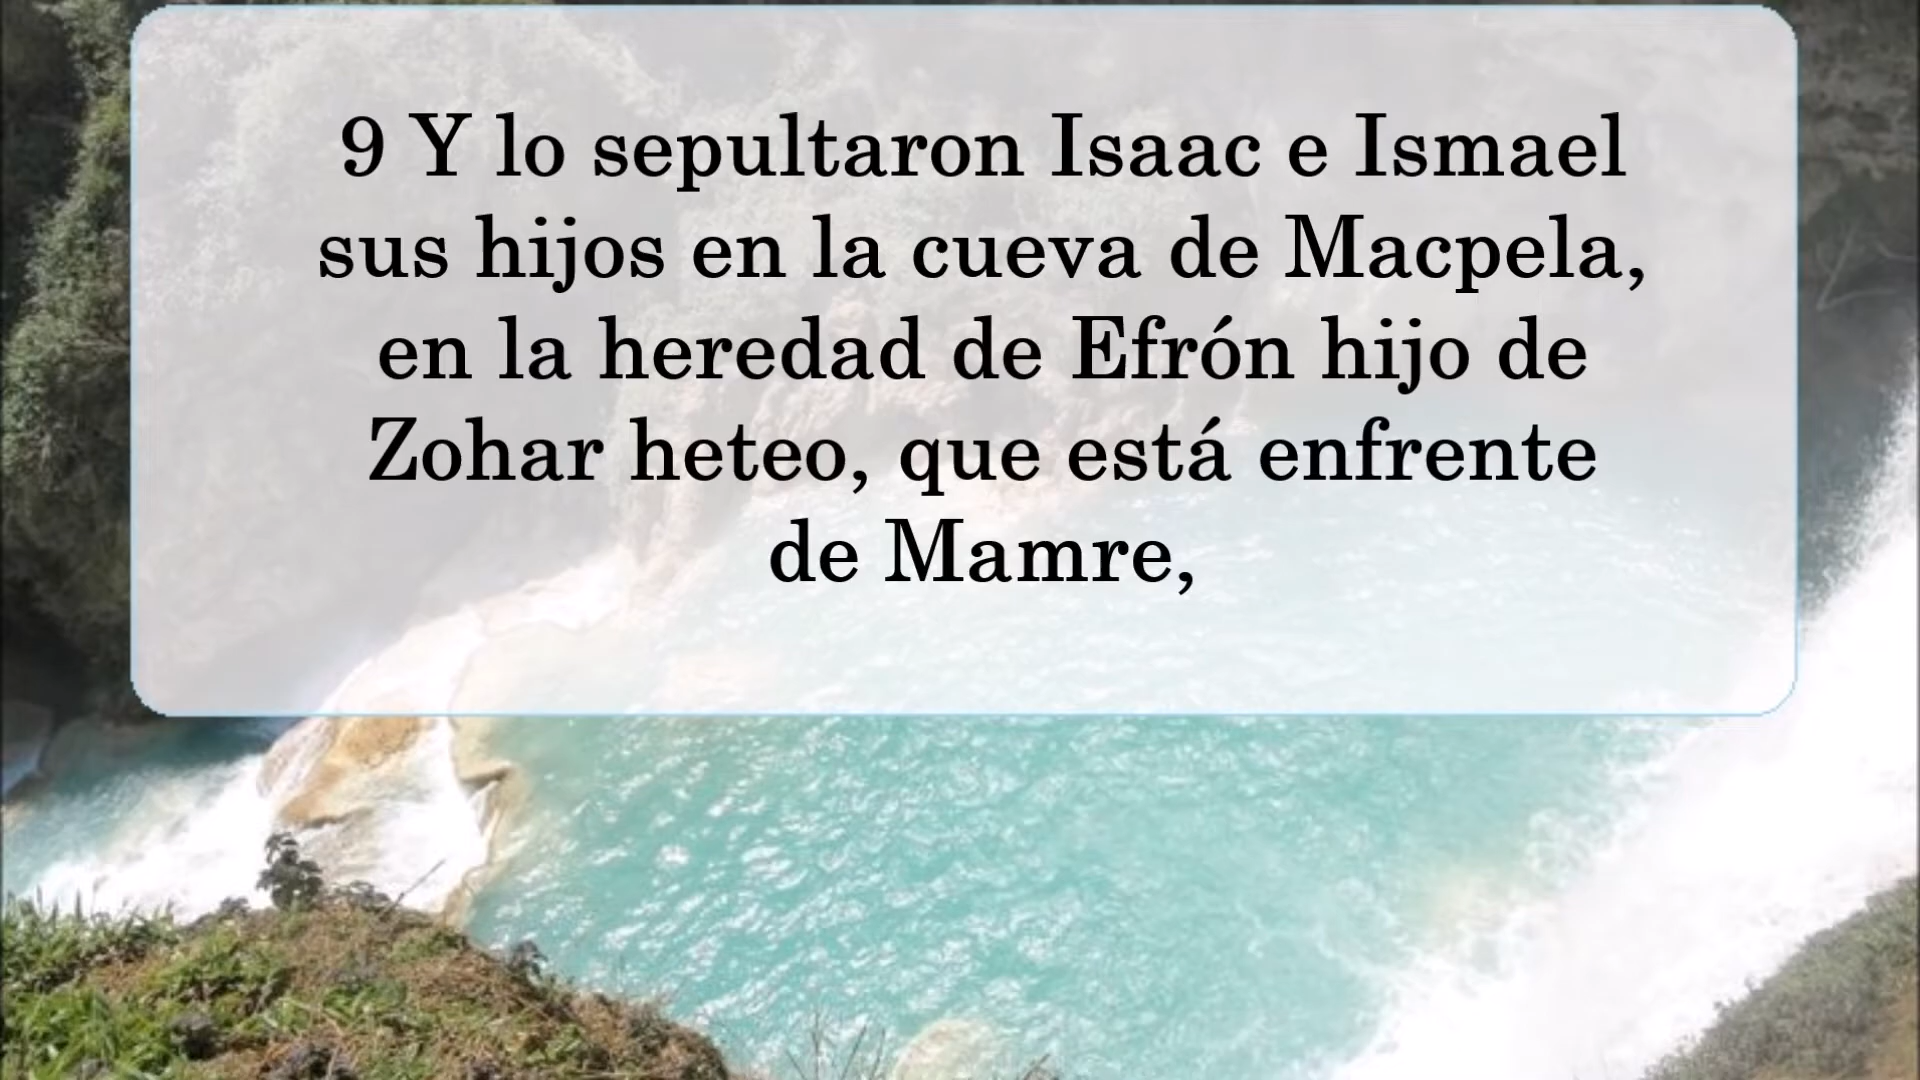 9 Y lo sepultaron Isaac e Ismael
sus hijos en la cueva de Macpela,
en la heredad de Efrón hijo de
Zohar heteo, que está enfrente
de Mamre,